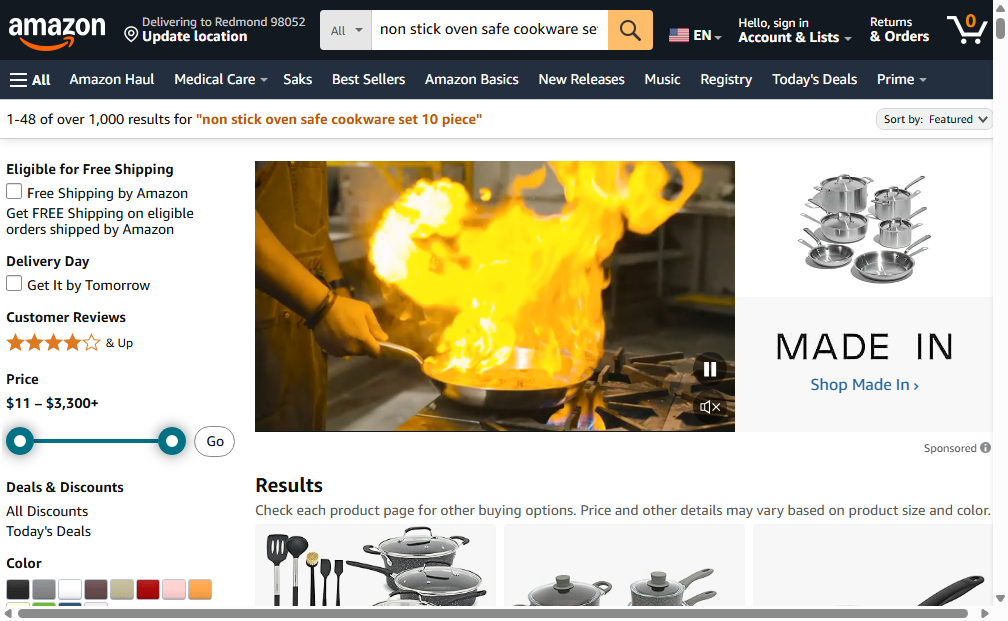 amazon
Delivering to Redmond 98052
Update location
All
non stick oven safe cookware se
EN
Hello, sign in
Account & Lists
Returns
& Orders
0
All
Amazon Haul
Medical Care
Saks
Best Sellers
Amazon Basics
New Releases
Music
Registry
Today's Deals
Prime
1-48 of over 1,000 results for "non stick oven safe cookware set 10 piece"
Sort by: Featured
Eligible for Free Shipping
Free Shipping by Amazon
Get FREE Shipping on eligible
orders shipped by Amazon
Delivery Day
Get It by Tomorrow
Customer Reviews
& Up
Price
$11 – $3,300+
Go
Deals & Discounts
All Discounts
Today's Deals
Color
MADE IN
Shop Made In ›
Sponsored
Results
Check each product page for other buying options. Price and other details may vary based on product size and color.